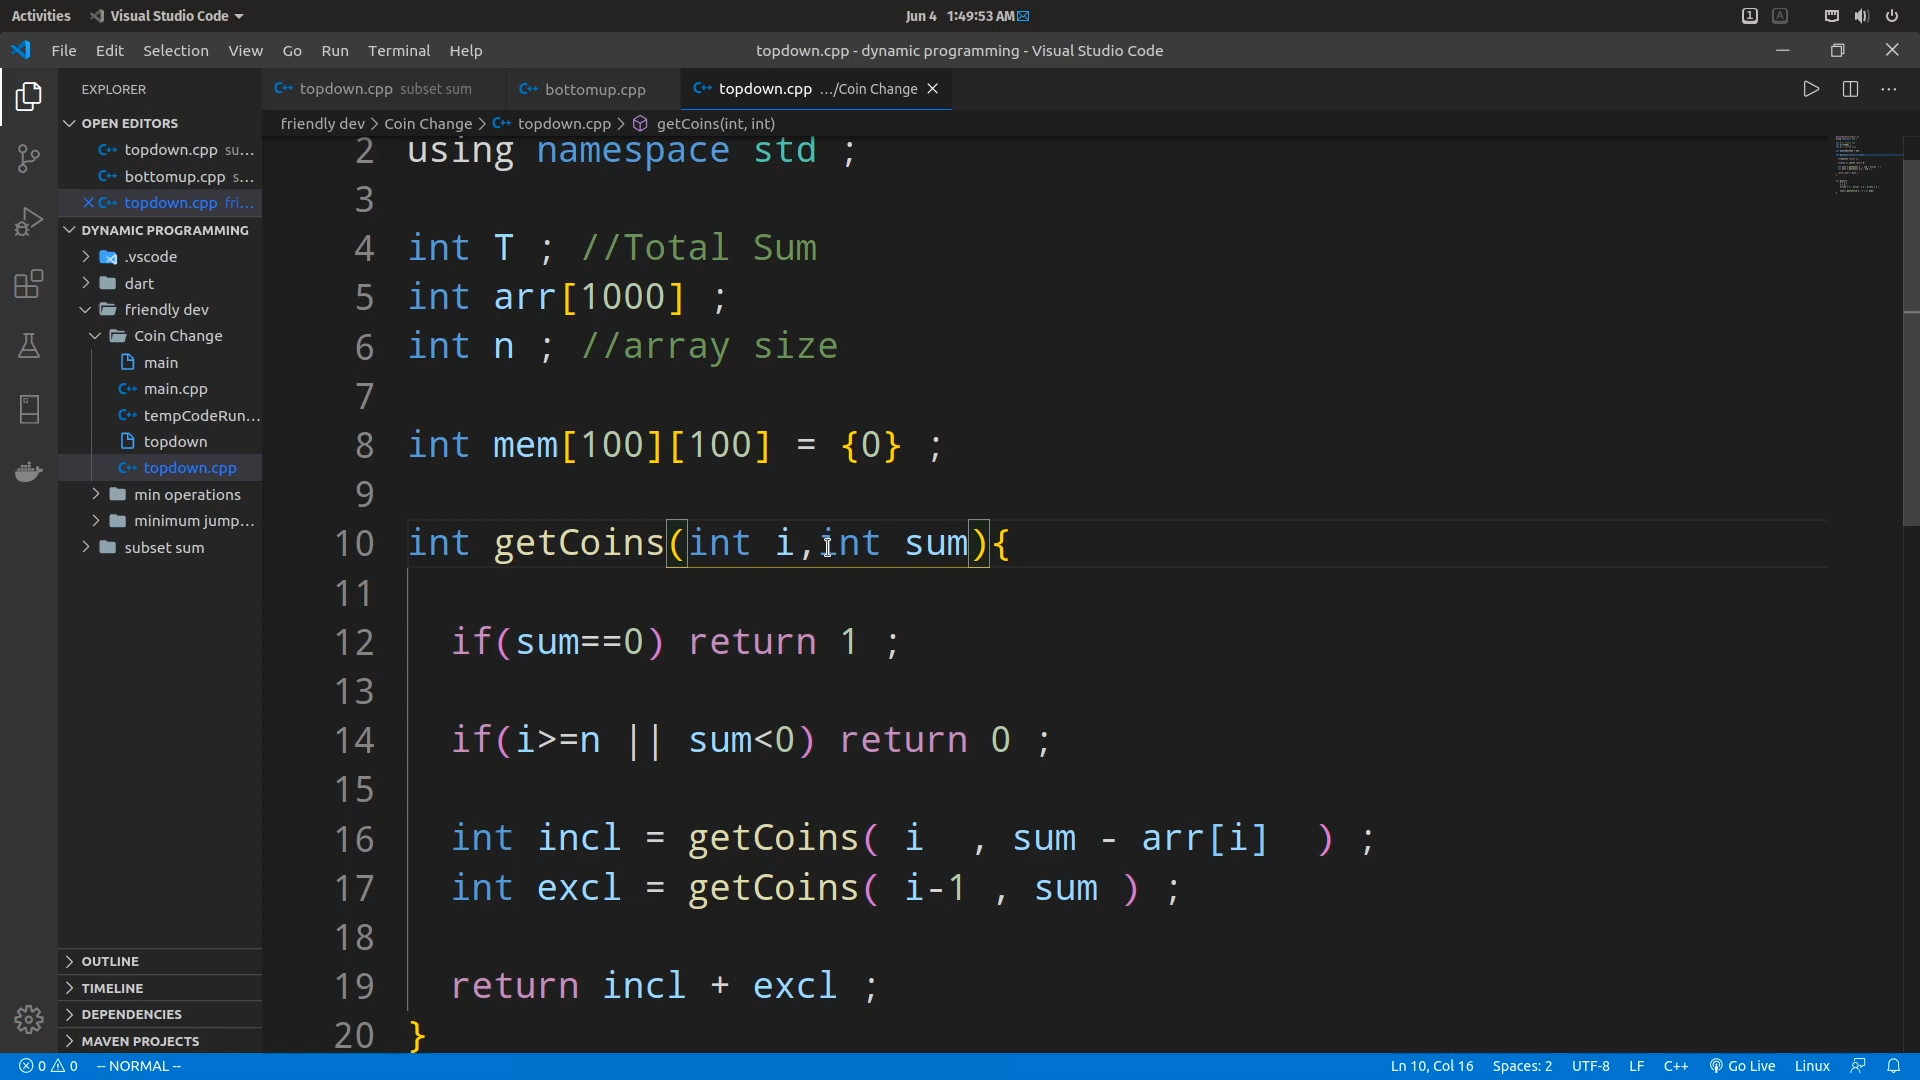 Activities Visual Studio Code Jun 4 1:49:53 AM 1 A
File Edit Selection View Go Run Terminal Help topdown.cpp - dynamic programming - Visual Studio Code
EXPLORER
OPEN EDITORS
topdown.cpp su...
bottomup.cpp s...
topdown.cpp fri...
DYNAMIC PROGRAMMING
.vscode
dart
friendly dev
Coin Change
main
main.cpp
tempCodeRun...
topdown
topdown.cpp
min operations
minimum jump...
subset sum
OUTLINE
TIMELINE
DEPENDENCIES
MAVEN PROJECTS
topdown.cpp subset sum bottomup.cpp topdown.cpp .../Coin Change
friendly dev > Coin Change > topdown.cpp > getCoins(int, int)
2 using namespace std ;
3
4 int T ; //Total Sum
5 int arr[1000] ;
6 int n ; //array size
7
8 int mem[100][100] = {0} ;
9
10 int getCoins(int i,int sum){
11
12 if(sum==0) return 1 ;
13
14 if(i>=n || sum<0) return 0 ;
15
16 int incl = getCoins( i , sum - arr[i] ) ;
17 int excl = getCoins( i-1 , sum ) ;
18
19 return incl + excl ;
20 }
0 0 -- NORMAL -- Ln 10, Col 16 Spaces: 2 UTF-8 LF C++ Go Live Linux